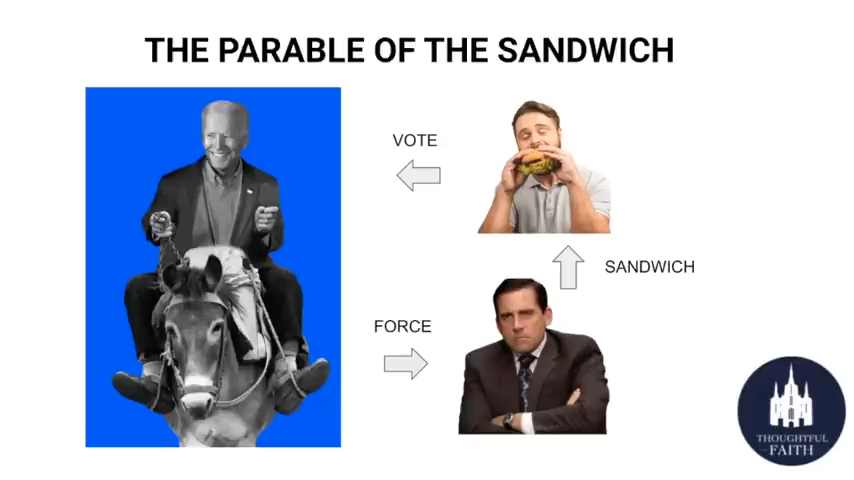 THE PARABLE OF THE SANDWICH
VOTE
SANDWICH
FORCE
THOUGHTFUL
FAITH